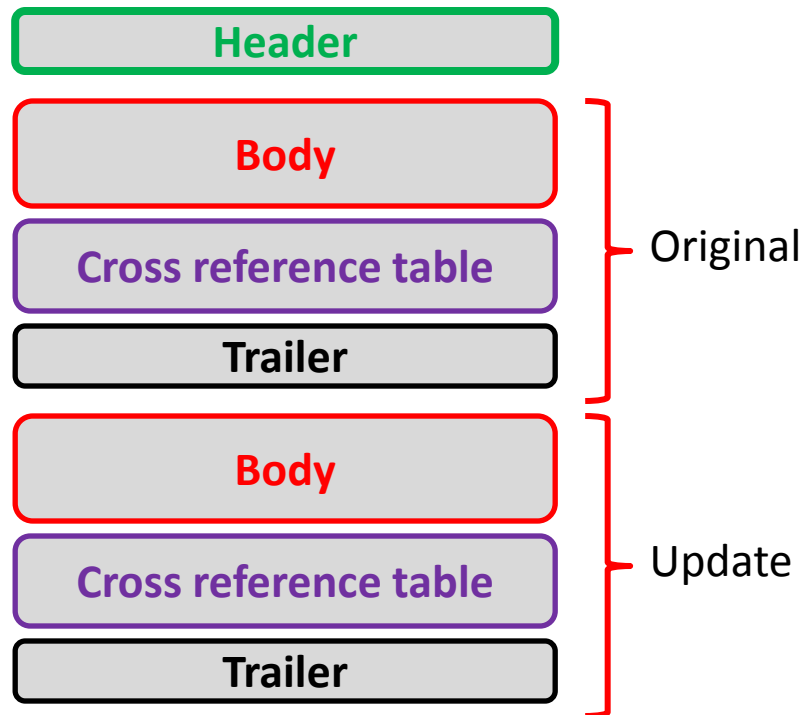 Header
Body
Cross reference table
Trailer
Original
Body
Cross reference table
Trailer
Update